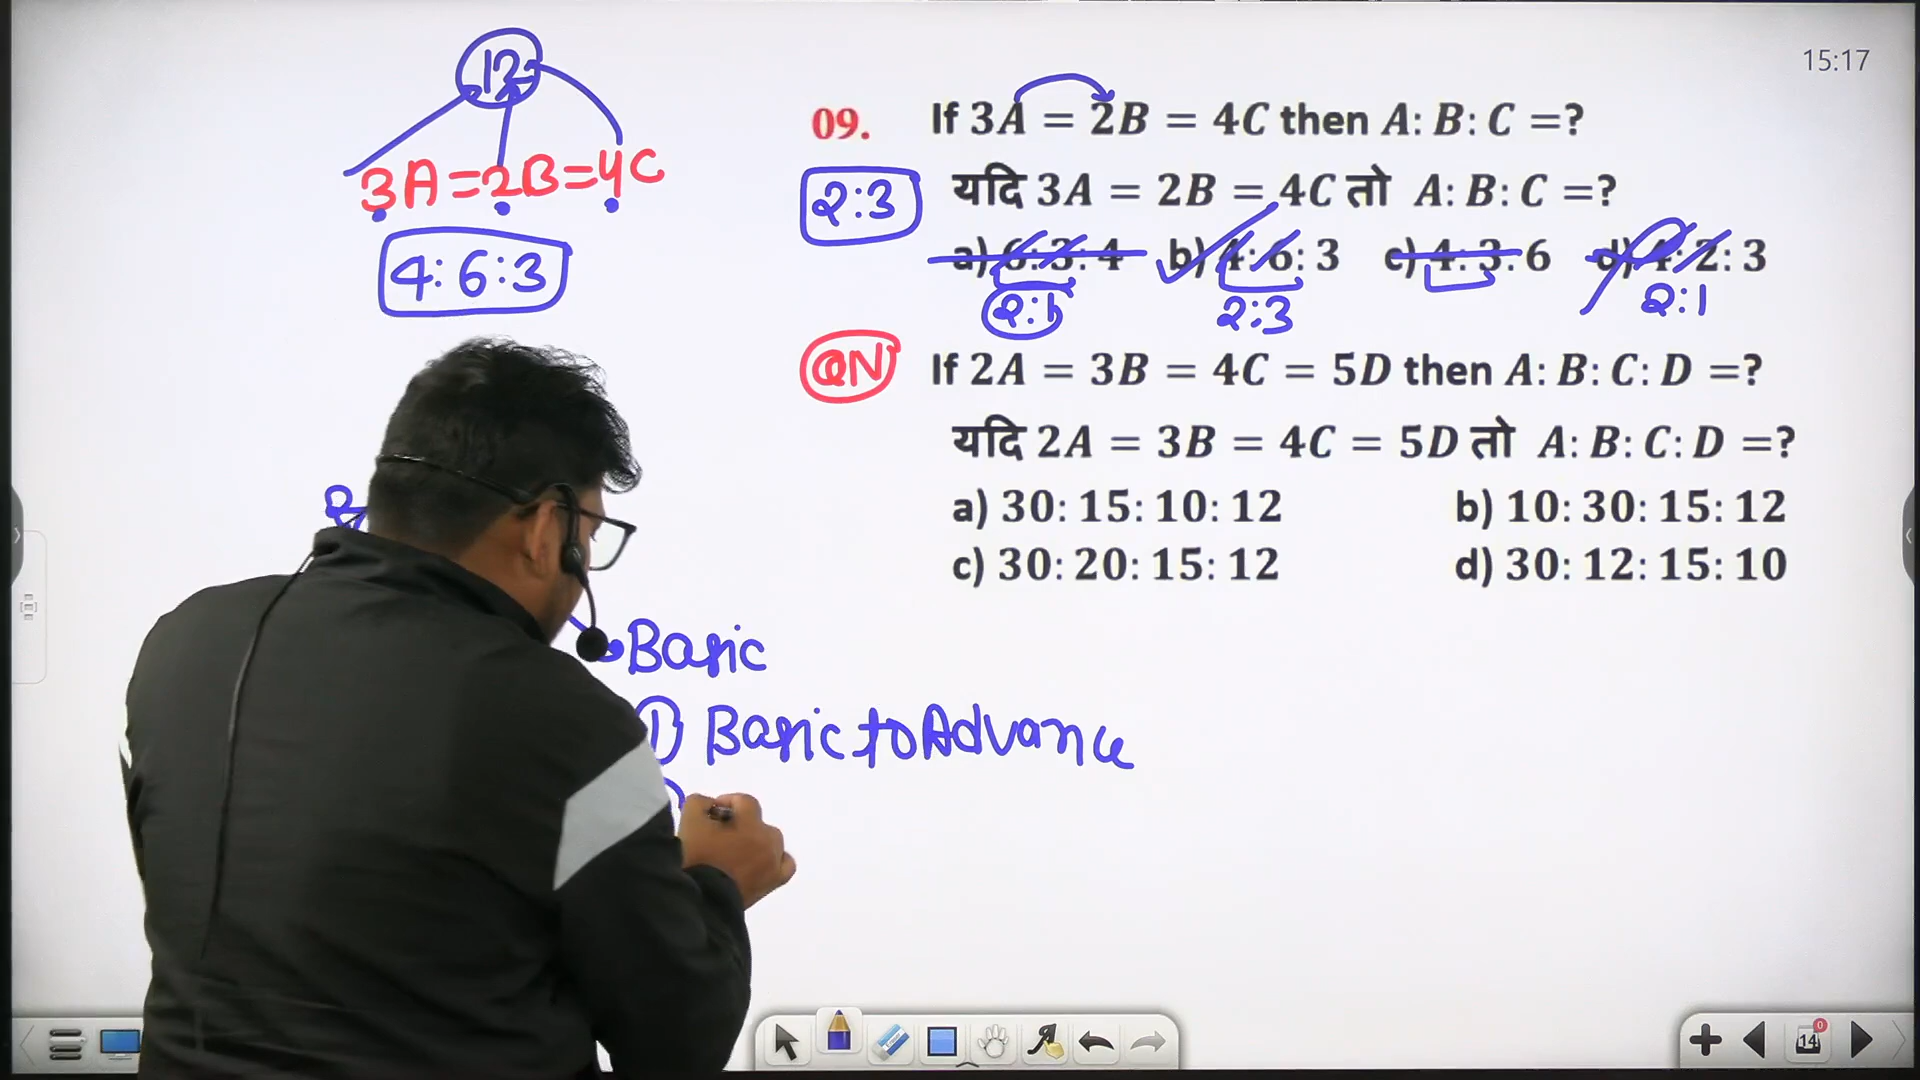 15:17
12
3A=2B=4C
4:6:3
09. If 3A = 2B = 4C then A: B: C =?
2:3
यदि 3A = 2B = 4C तो A: B: C =?
a) 6: 3: 4 b) 4: 6: 3 c) 4: 3: 6 d) 4: 2: 3
2:1 2:3 2:1
QN If 2A = 3B = 4C = 5D then A: B: C: D =?
यदि 2A = 3B = 4C = 5D तो A: B: C: D =?
a) 30: 15: 10: 12 b) 10: 30: 15: 12
c) 30: 20: 15: 12 d) 30: 12: 15: 10
Basic
① Basic to Advance
14
0